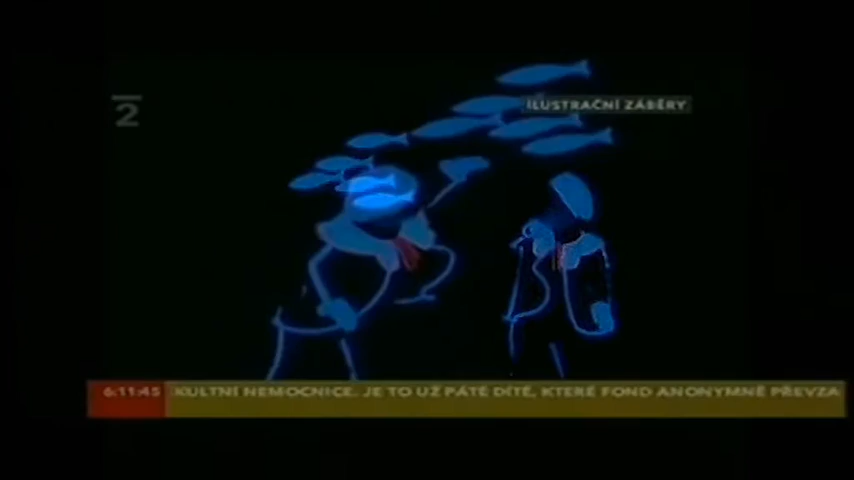 2
ILUSTRAČNÍ ZÁBĚRY
6:11:45 KULTNÍ NEMOCNICE. JE TO UŽ PÁTÉ DÍTĚ, KTERÉ FOND ANONYMNĚ PŘEVZA